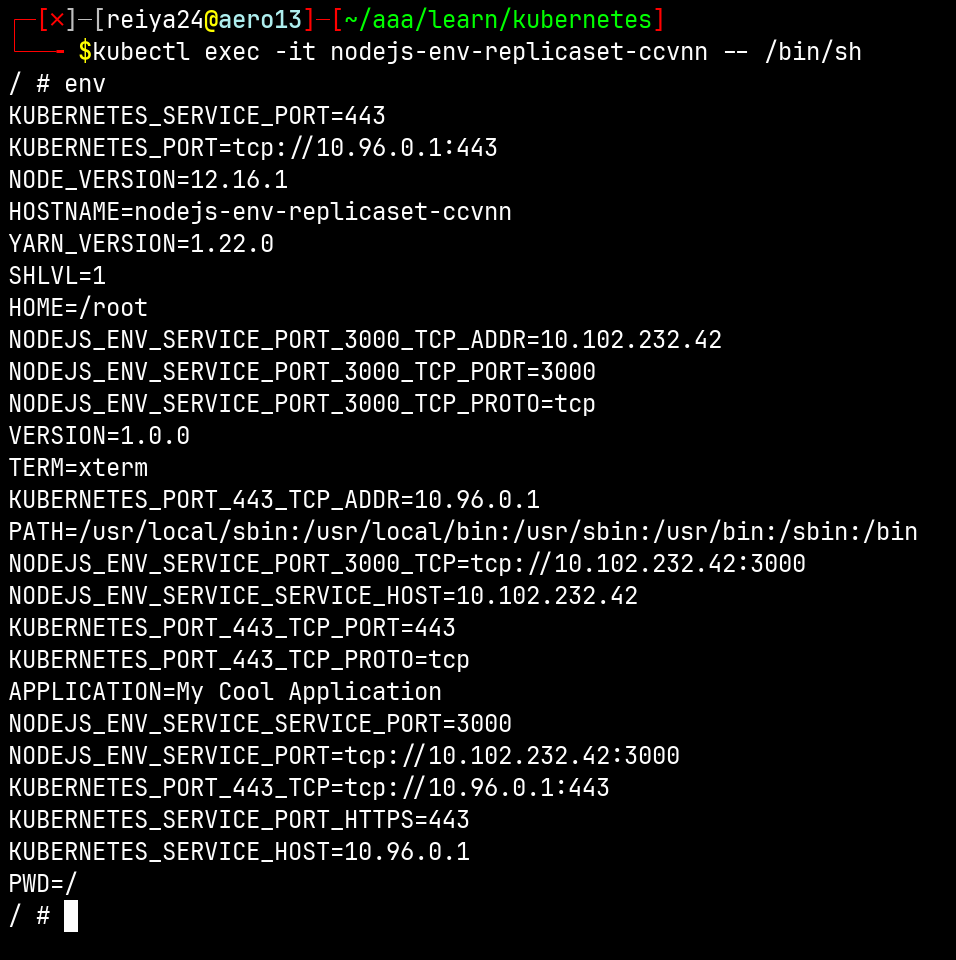 ┌─[✗]─[reiya24@aero13]─[~/aaa/learn/kubernetes]
└──╼ $kubectl exec -it nodejs-env-replicaset-ccvnn -- /bin/sh
/ # env
KUBERNETES_SERVICE_PORT=443
KUBERNETES_PORT=tcp://10.96.0.1:443
NODE_VERSION=12.16.1
HOSTNAME=nodejs-env-replicaset-ccvnn
YARN_VERSION=1.22.0
SHLVL=1
HOME=/root
NODEJS_ENV_SERVICE_PORT_3000_TCP_ADDR=10.102.232.42
NODEJS_ENV_SERVICE_PORT_3000_TCP_PORT=3000
NODEJS_ENV_SERVICE_PORT_3000_TCP_PROTO=tcp
VERSION=1.0.0
TERM=xterm
KUBERNETES_PORT_443_TCP_ADDR=10.96.0.1
PATH=/usr/local/sbin:/usr/local/bin:/usr/sbin:/usr/bin:/sbin:/bin
NODEJS_ENV_SERVICE_PORT_3000_TCP=tcp://10.102.232.42:3000
NODEJS_ENV_SERVICE_SERVICE_HOST=10.102.232.42
KUBERNETES_PORT_443_TCP_PORT=443
KUBERNETES_PORT_443_TCP_PROTO=tcp
APPLICATION=My Cool Application
NODEJS_ENV_SERVICE_SERVICE_PORT=3000
NODEJS_ENV_SERVICE_PORT=tcp://10.102.232.42:3000
KUBERNETES_PORT_443_TCP=tcp://10.96.0.1:443
KUBERNETES_SERVICE_PORT_HTTPS=443
KUBERNETES_SERVICE_HOST=10.96.0.1
PWD=/
/ #